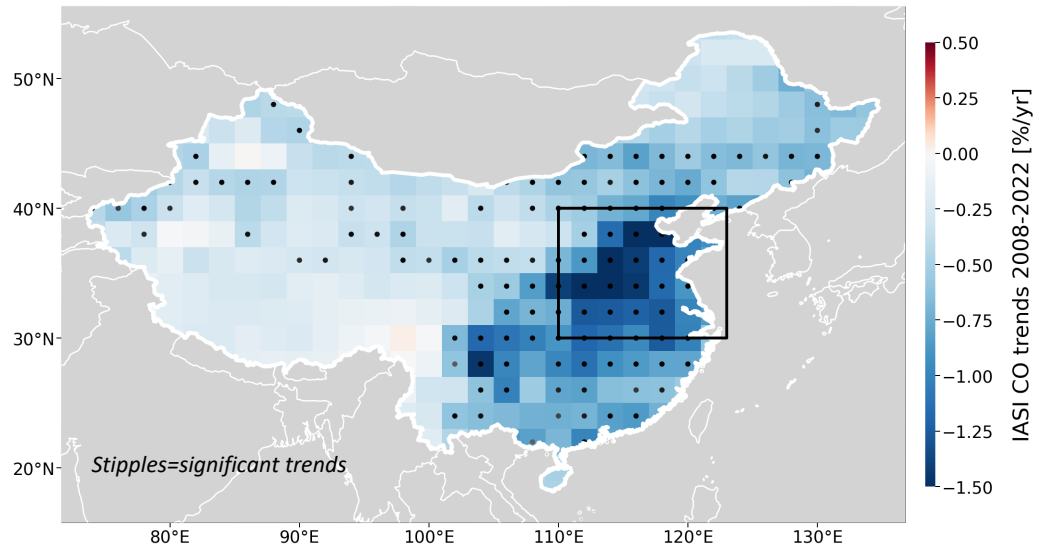 50°N
40°N
30°N
20°N
Stipples=significant trends
80°E 90°E 100°E 110°E 120°E 130°E
0.50
0.25
0.00
−0.25
−0.50
−0.75
−1.00
−1.25
−1.50
IASI CO trends 2008-2022 [%/yr]